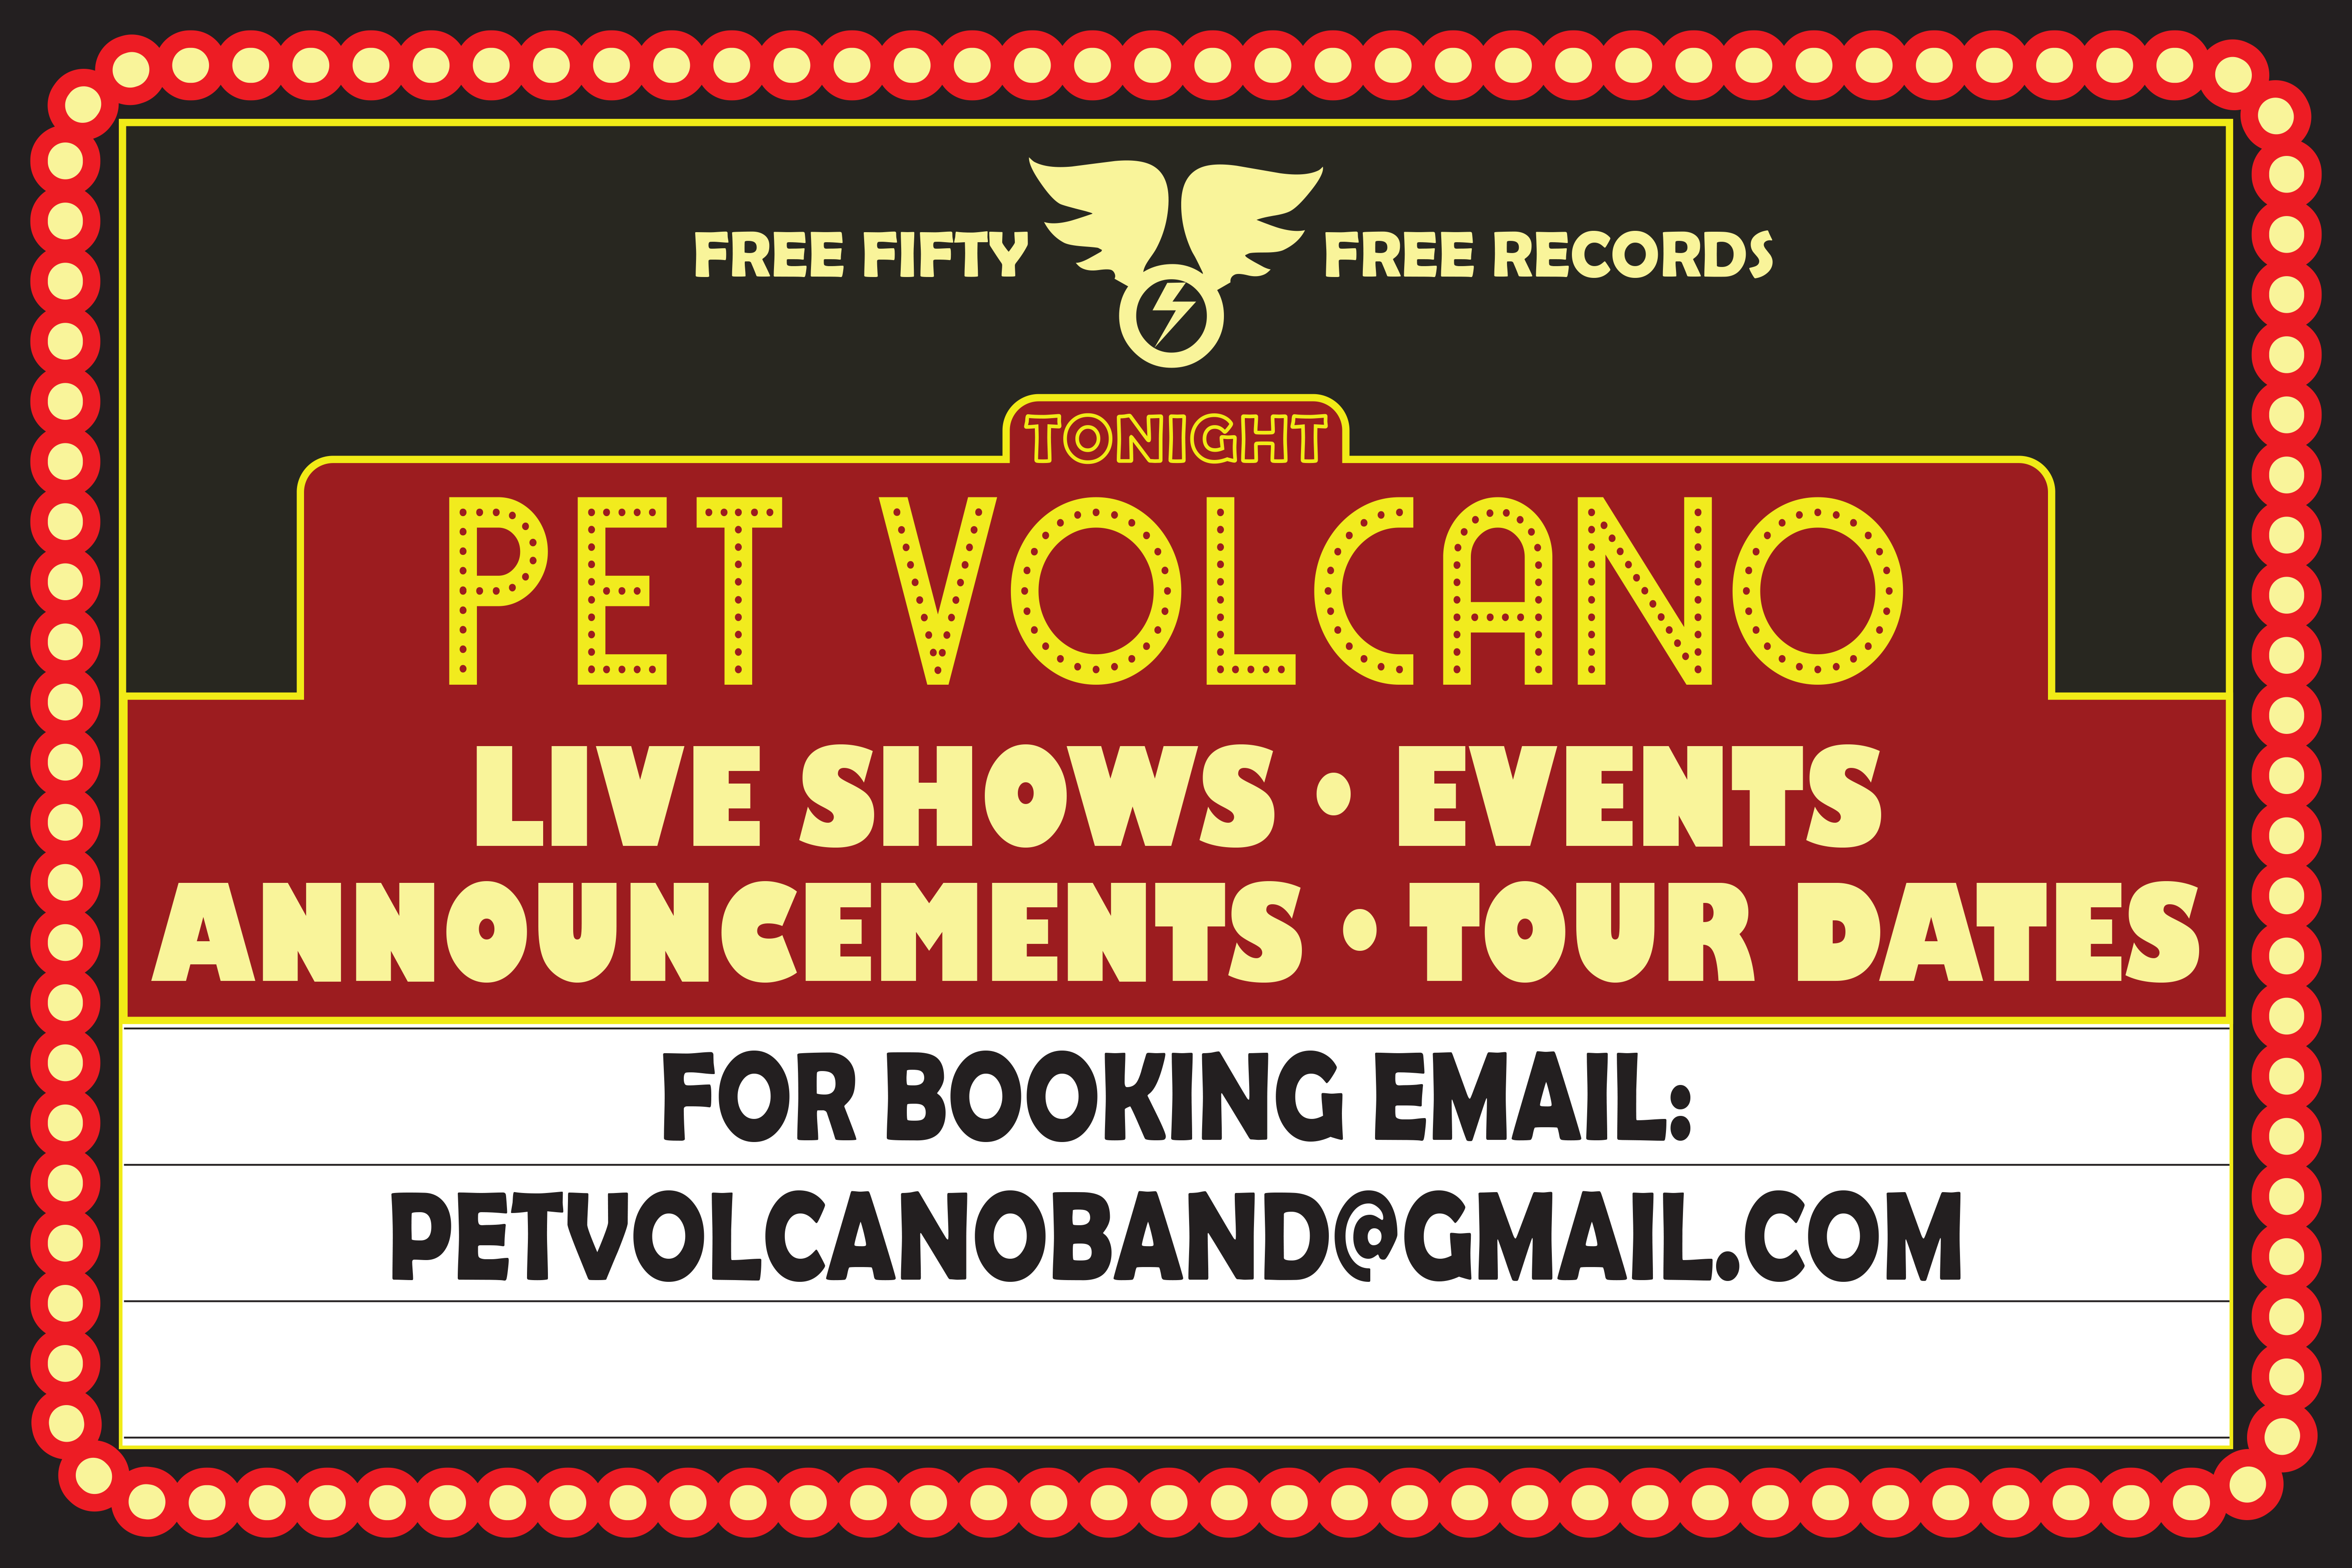 FREE FIFTY FREE RECORDS
TONIGHT
PET VOLCANO
LIVE SHOWS • EVENTS
ANNOUNCEMENTS • TOUR DATES
FOR BOOKING EMAIL:
PETVOLCANOBAND@GMAIL.COM